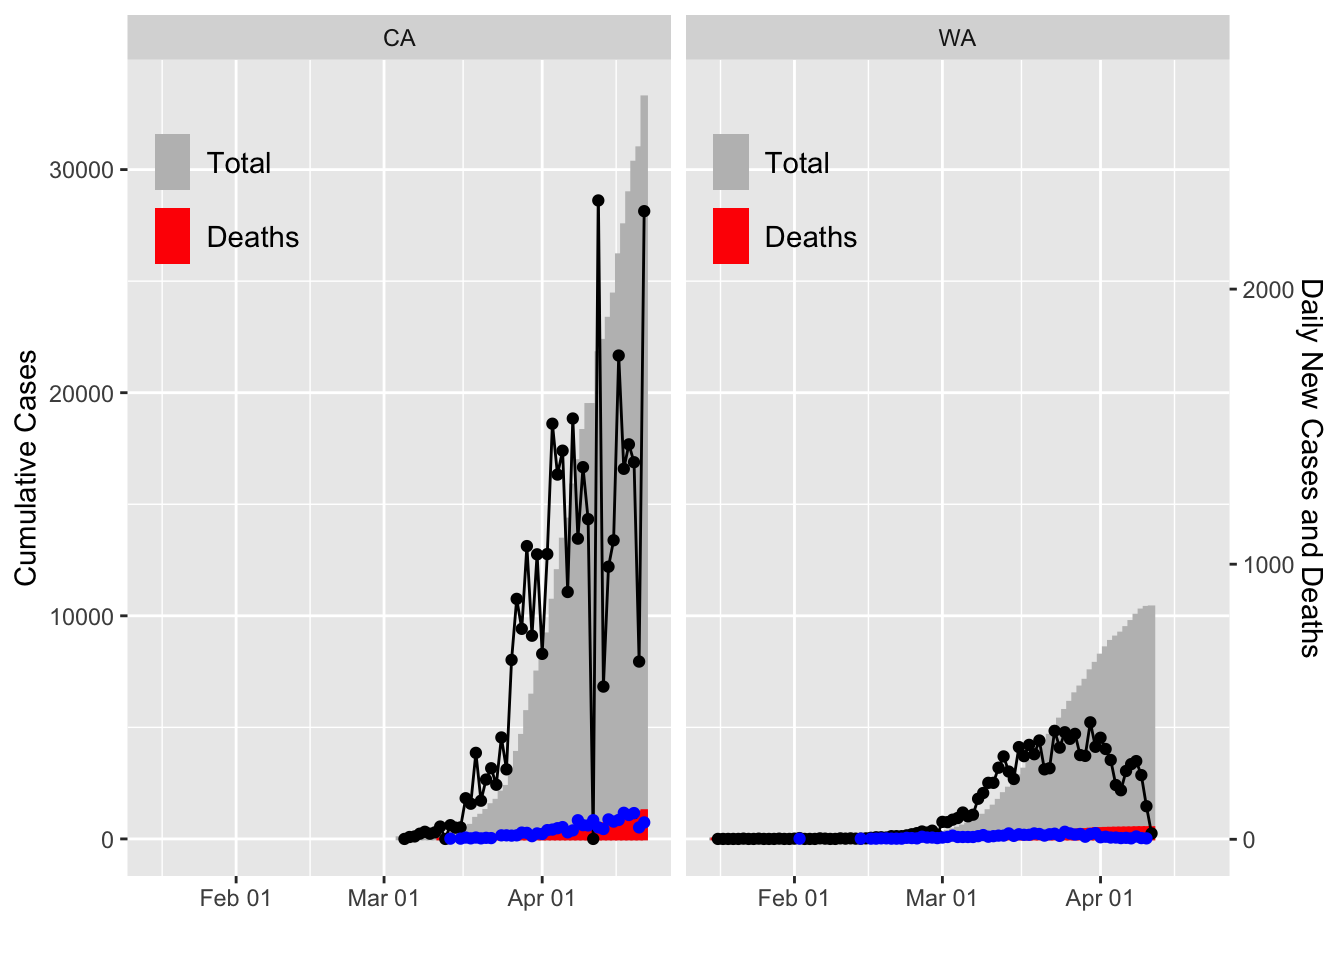 CA
WA
Total
Deaths
Total
Deaths
30000
20000
10000
0
2000
1000
0
Cumulative Cases
Daily New Cases and Deaths
Feb 01
Mar 01
Apr 01
Feb 01
Mar 01
Apr 01